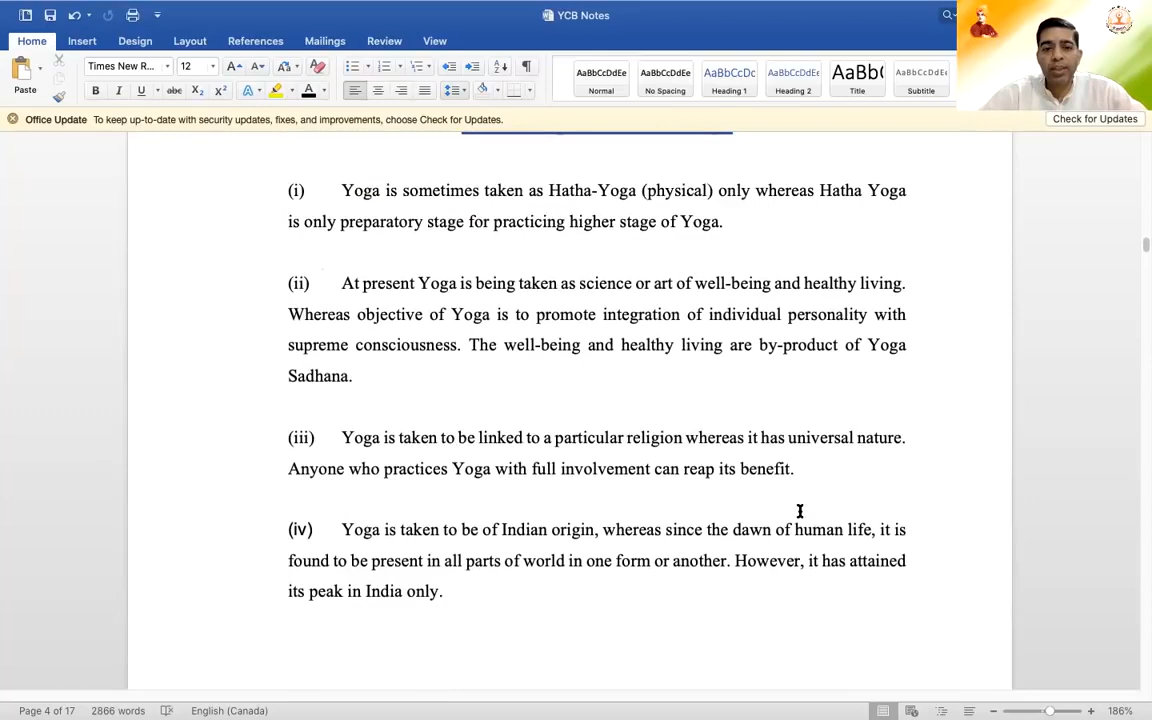 YCB Notes
Home Insert Design Layout References Mailings Review View
Paste
Times New R... 12
AaBbCcDdEe AaBbCcDdEe AaBbCcDc AaBbCcDdEe AaBb( AaBbCcDdEe
Normal No Spacing Heading 1 Heading 2 Title Subtitle
Office Update To keep up-to-date with security updates, fixes, and improvements, choose Check for Updates.
Check for Updates
(i) Yoga is sometimes taken as Hatha-Yoga (physical) only whereas Hatha Yoga
is only preparatory stage for practicing higher stage of Yoga.
(ii) At present Yoga is being taken as science or art of well-being and healthy living.
Whereas objective of Yoga is to promote integration of individual personality with
supreme consciousness. The well-being and healthy living are by-product of Yoga
Sadhana.
(iii) Yoga is taken to be linked to a particular religion whereas it has universal nature.
Anyone who practices Yoga with full involvement can reap its benefit.
(iv) Yoga is taken to be of Indian origin, whereas since the dawn of human life, it is
found to be present in all parts of world in one form or another. However, it has attained
its peak in India only.
Page 4 of 17 2866 words English (Canada) 186%